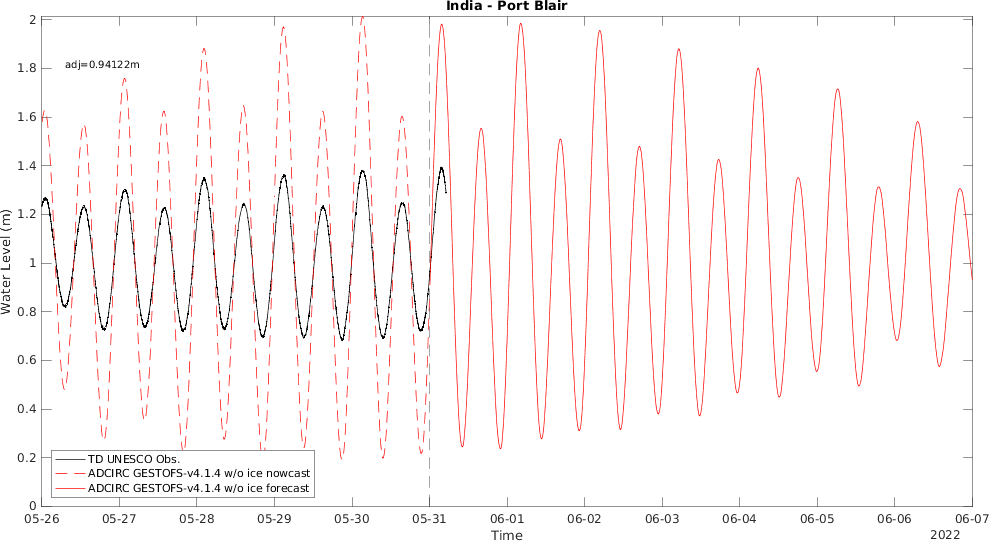 India - Port Blair
adj=0.94122m
2
1.8
1.6
1.4
1.2
1
0.8
0.6
0.4
0.2
0
Water Level (m)
TD UNESCO Obs.
ADCIRC GESTOFS-v4.1.4 w/o ice nowcast
ADCIRC GESTOFS-v4.1.4 w/o ice forecast
05-26 05-27 05-28 05-29 05-30 05-31 06-01 06-02 06-03 06-04 06-05 06-06 06-07
Time
2022